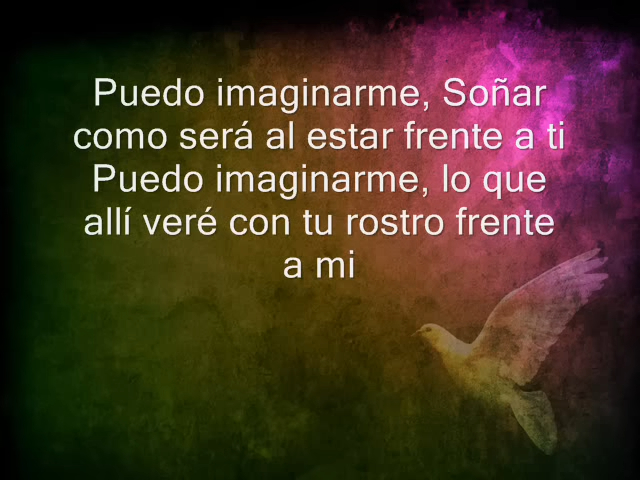 Puedo imaginarme, Soñar
como será al estar frente a ti
Puedo imaginarme, lo que
allí veré con tu rostro frente
a mi